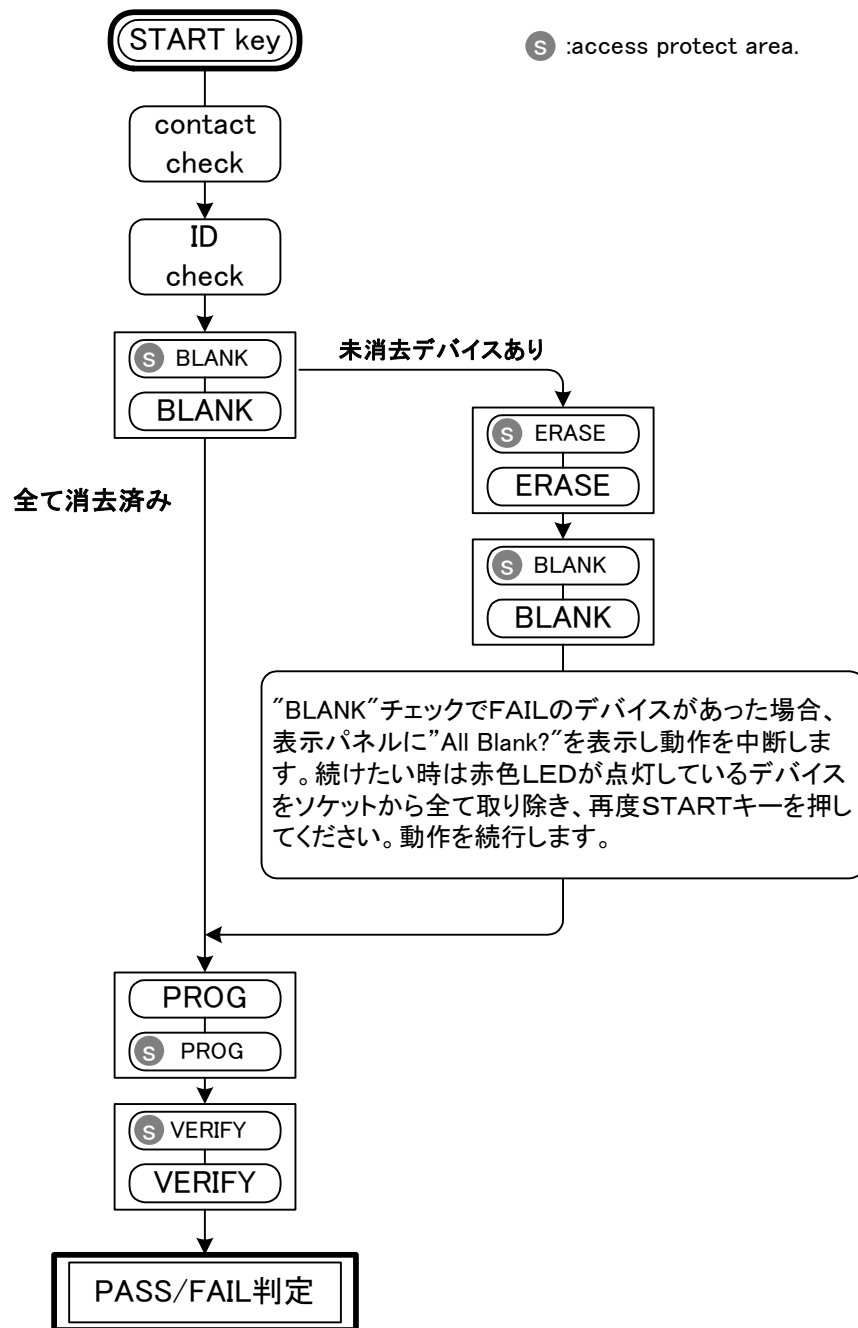 START key
S :access protect area.
contact
check
ID
check
S BLANK
BLANK
未消去デバイスあり
S ERASE
ERASE
全て消去済み
S BLANK
BLANK
"BLANK"チェックでFAILのデバイスがあった場合、
表示パネルに"All Blank?"を表示し動作を中断しま
す。続けたい時は赤色LEDが点灯しているデバイス
をソケットから全て取り除き、再度STARTキーを押し
てください。動作を続行します。
PROG
S PROG
S VERIFY
VERIFY
PASS/FAIL判定